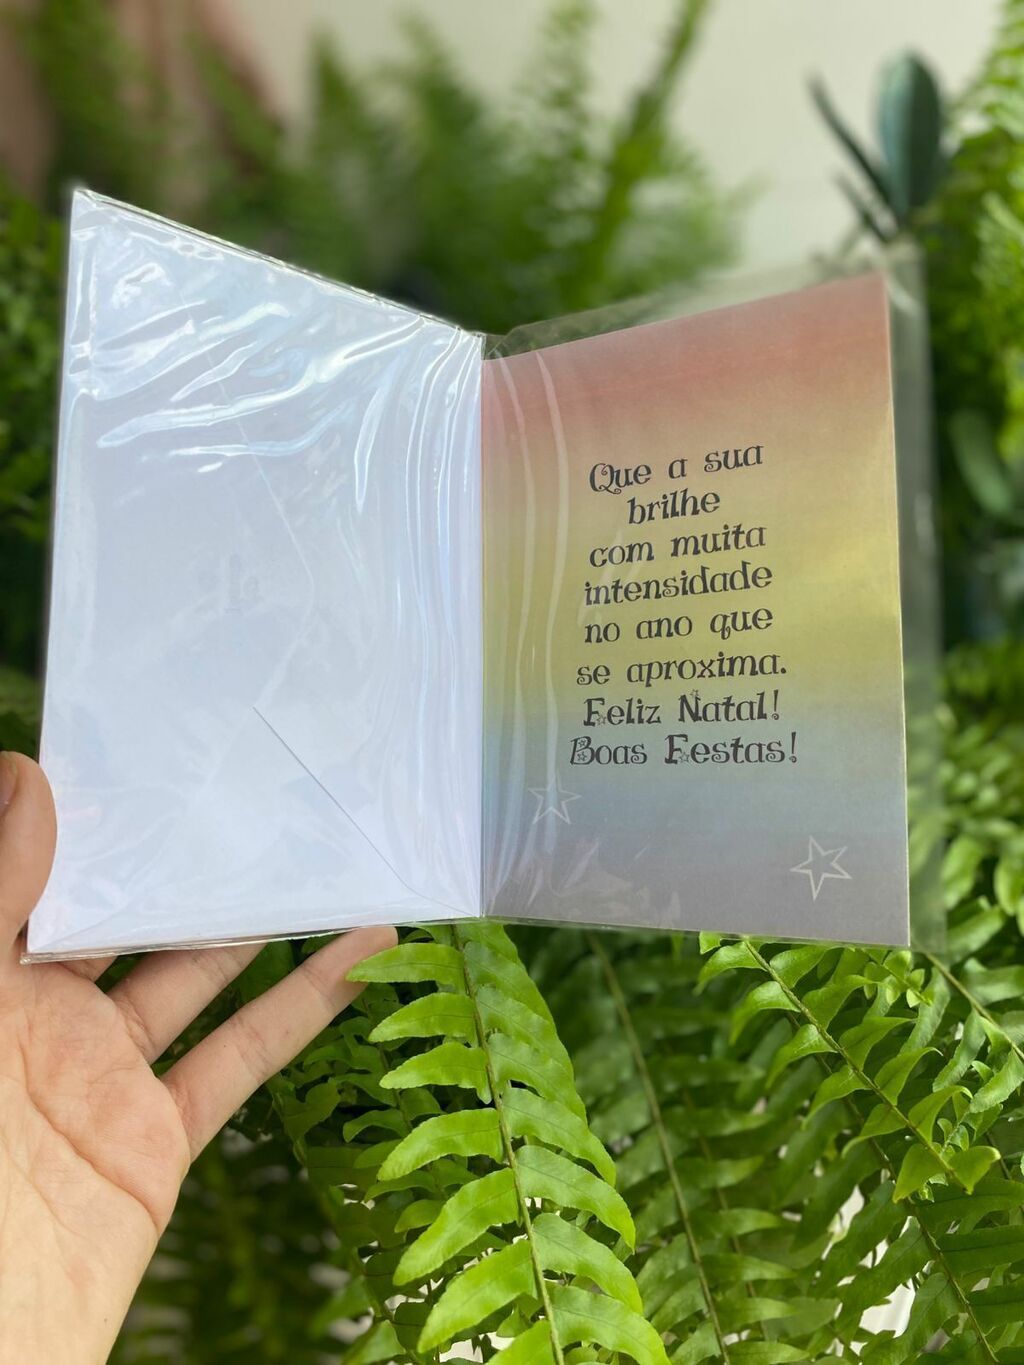 Que a sua
brilhe
com muita
intensidade
no ano que
se aproxima.
Feliz Natal!
Boas Festas!